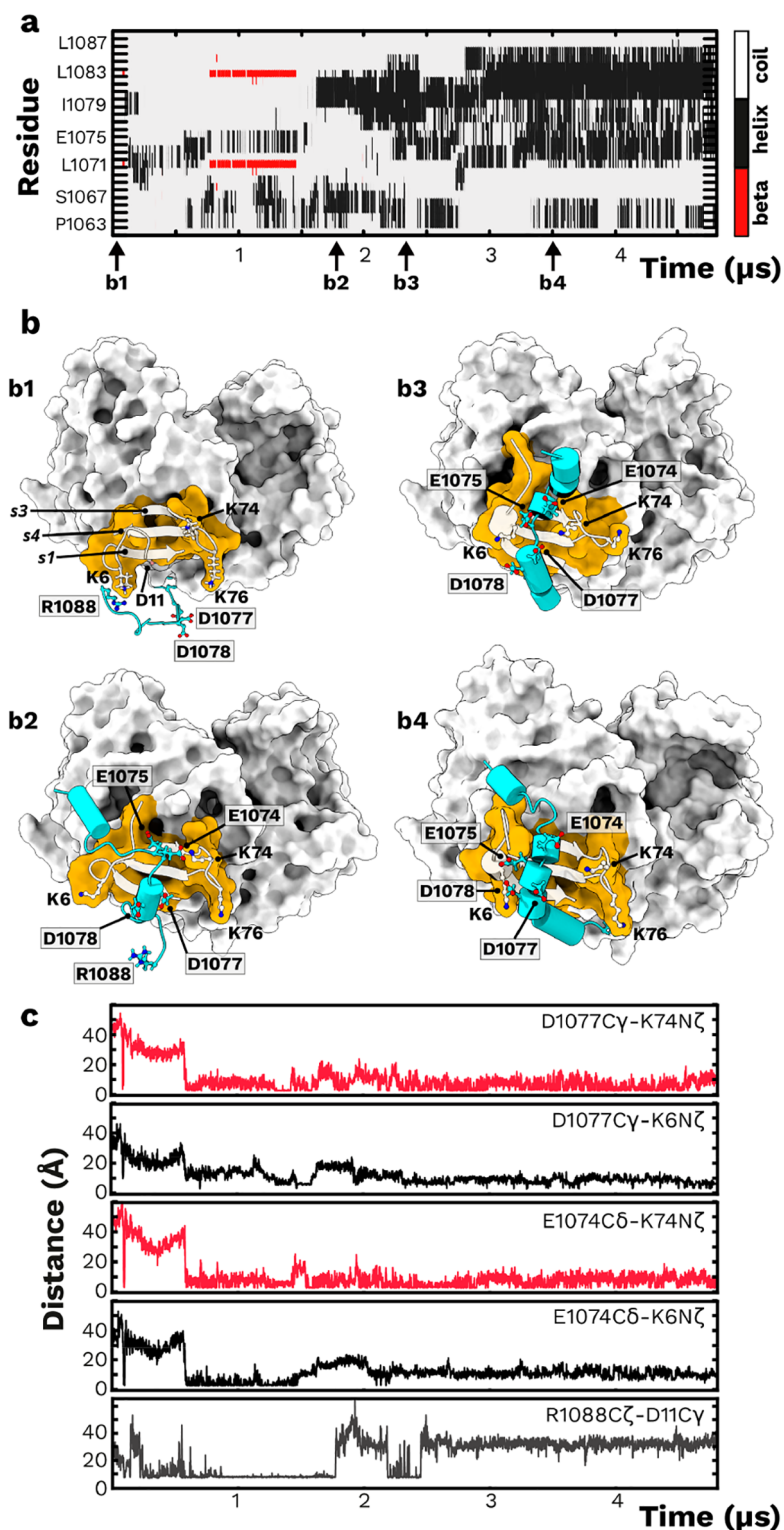 a
L1087
L1083
I1079
E1075
L1071
S1067
P1063
Residue
coil
helix
beta
1
2
3
4
Time (µs)
b1
b2
b3
b4
b
b1
s3
s4
s1
K74
K6
D11
K76
R1088
D1077
D1078
b3
E1075
E1074
K74
K6
K76
D1078
D1077
b2
E1075
E1074
K74
K6
K76
D1078
D1077
R1088
b4
E1074
E1075
K74
D1078
K6
D1077
K76
c
D1077Cγ-K74Nζ
40
20
0
D1077Cγ-K6Nζ
40
20
0
E1074Cδ-K74Nζ
40
20
0
E1074Cδ-K6Nζ
40
20
0
R1088Cζ-D11Cγ
40
20
0
Distance (Å)
1
2
3
4
Time (µs)